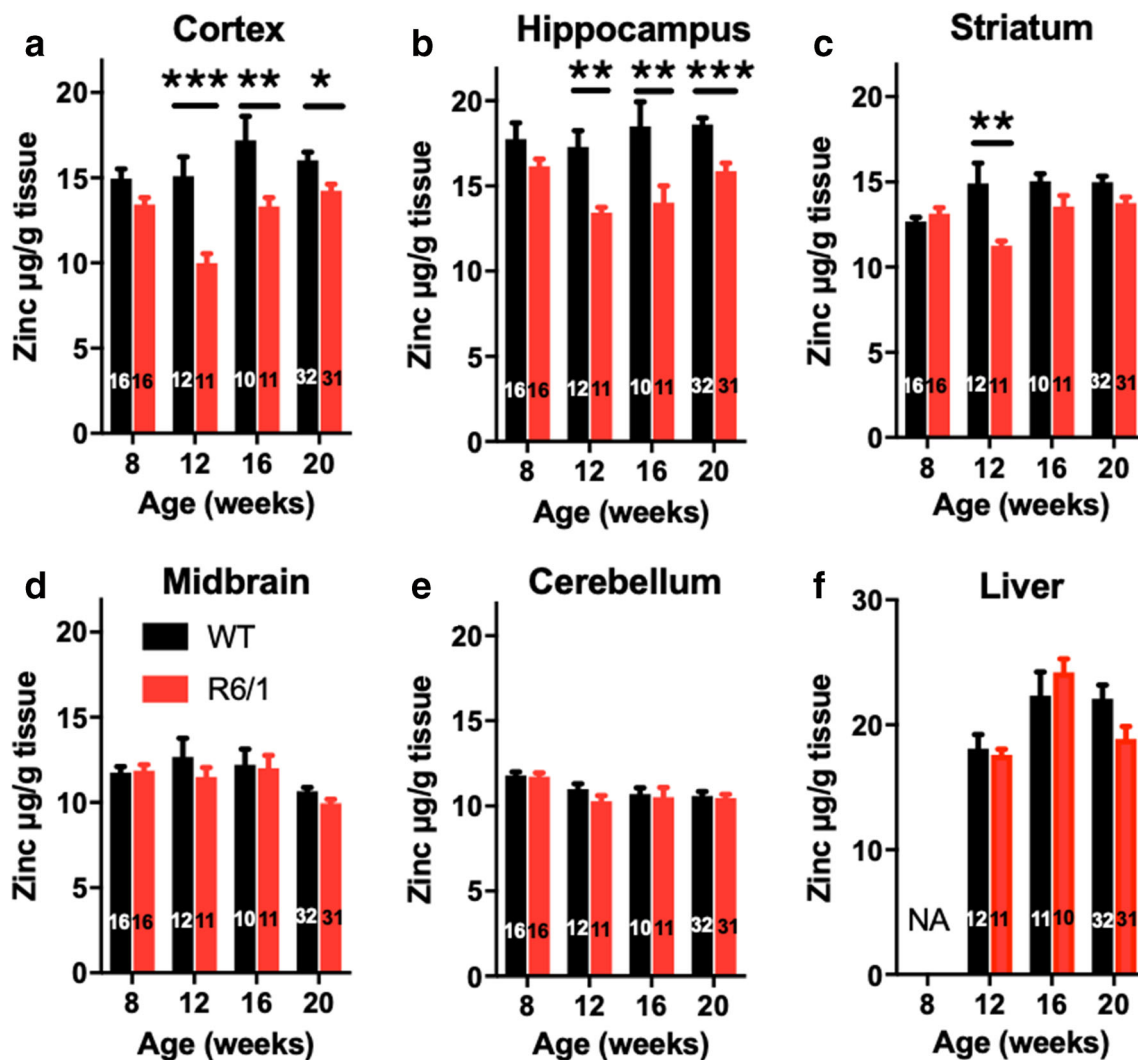 a
Cortex
*** ** *
Zinc µg/g tissue
20
15
10
5
0
16 16 12 11 10 11 32 31
8 12 16 20
Age (weeks)
b
Hippocampus
** ** ***
Zinc µg/g tissue
20
15
10
5
0
16 16 12 11 10 11 32 31
8 12 16 20
Age (weeks)
c
Striatum
**
Zinc µg/g tissue
20
15
10
5
0
16 16 12 11 10 11 32 31
8 12 16 20
Age (weeks)
d
Midbrain
WT
R6/1
Zinc µg/g tissue
20
15
10
5
0
16 16 12 11 10 11 32 31
8 12 16 20
Age (weeks)
e
Cerebellum
Zinc µg/g tissue
20
15
10
5
0
16 16 12 11 10 11 32 31
8 12 16 20
Age (weeks)
f
Liver
Zinc µg/g tissue
30
20
10
0
NA 12 11 11 10 32 31
8 12 16 20
Age (weeks)